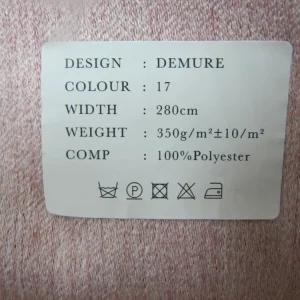 DESIGN : DEMURE
COLOUR : 17
WIDTH : 280cm
WEIGHT : 350g/m²±10/m²
COMP : 100%Polyester
P